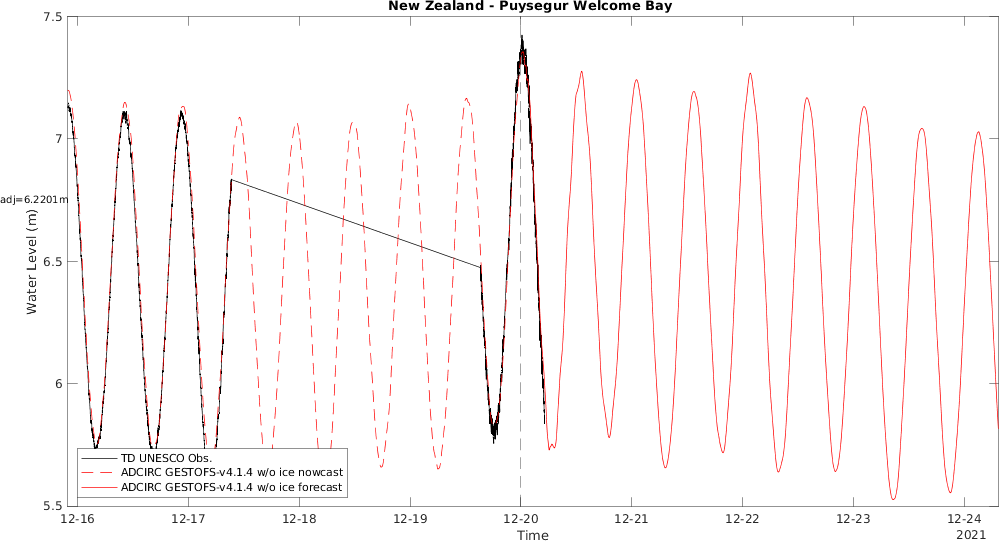 New Zealand - Puysegur Welcome Bay
7.5
7
adj=6.2201m
6.5
6
5.5
Water Level (m)
TD UNESCO Obs.
ADCIRC GESTOFS-v4.1.4 w/o ice nowcast
ADCIRC GESTOFS-v4.1.4 w/o ice forecast
12-16 12-17 12-18 12-19 12-20 12-21 12-22 12-23 12-24
Time
2021